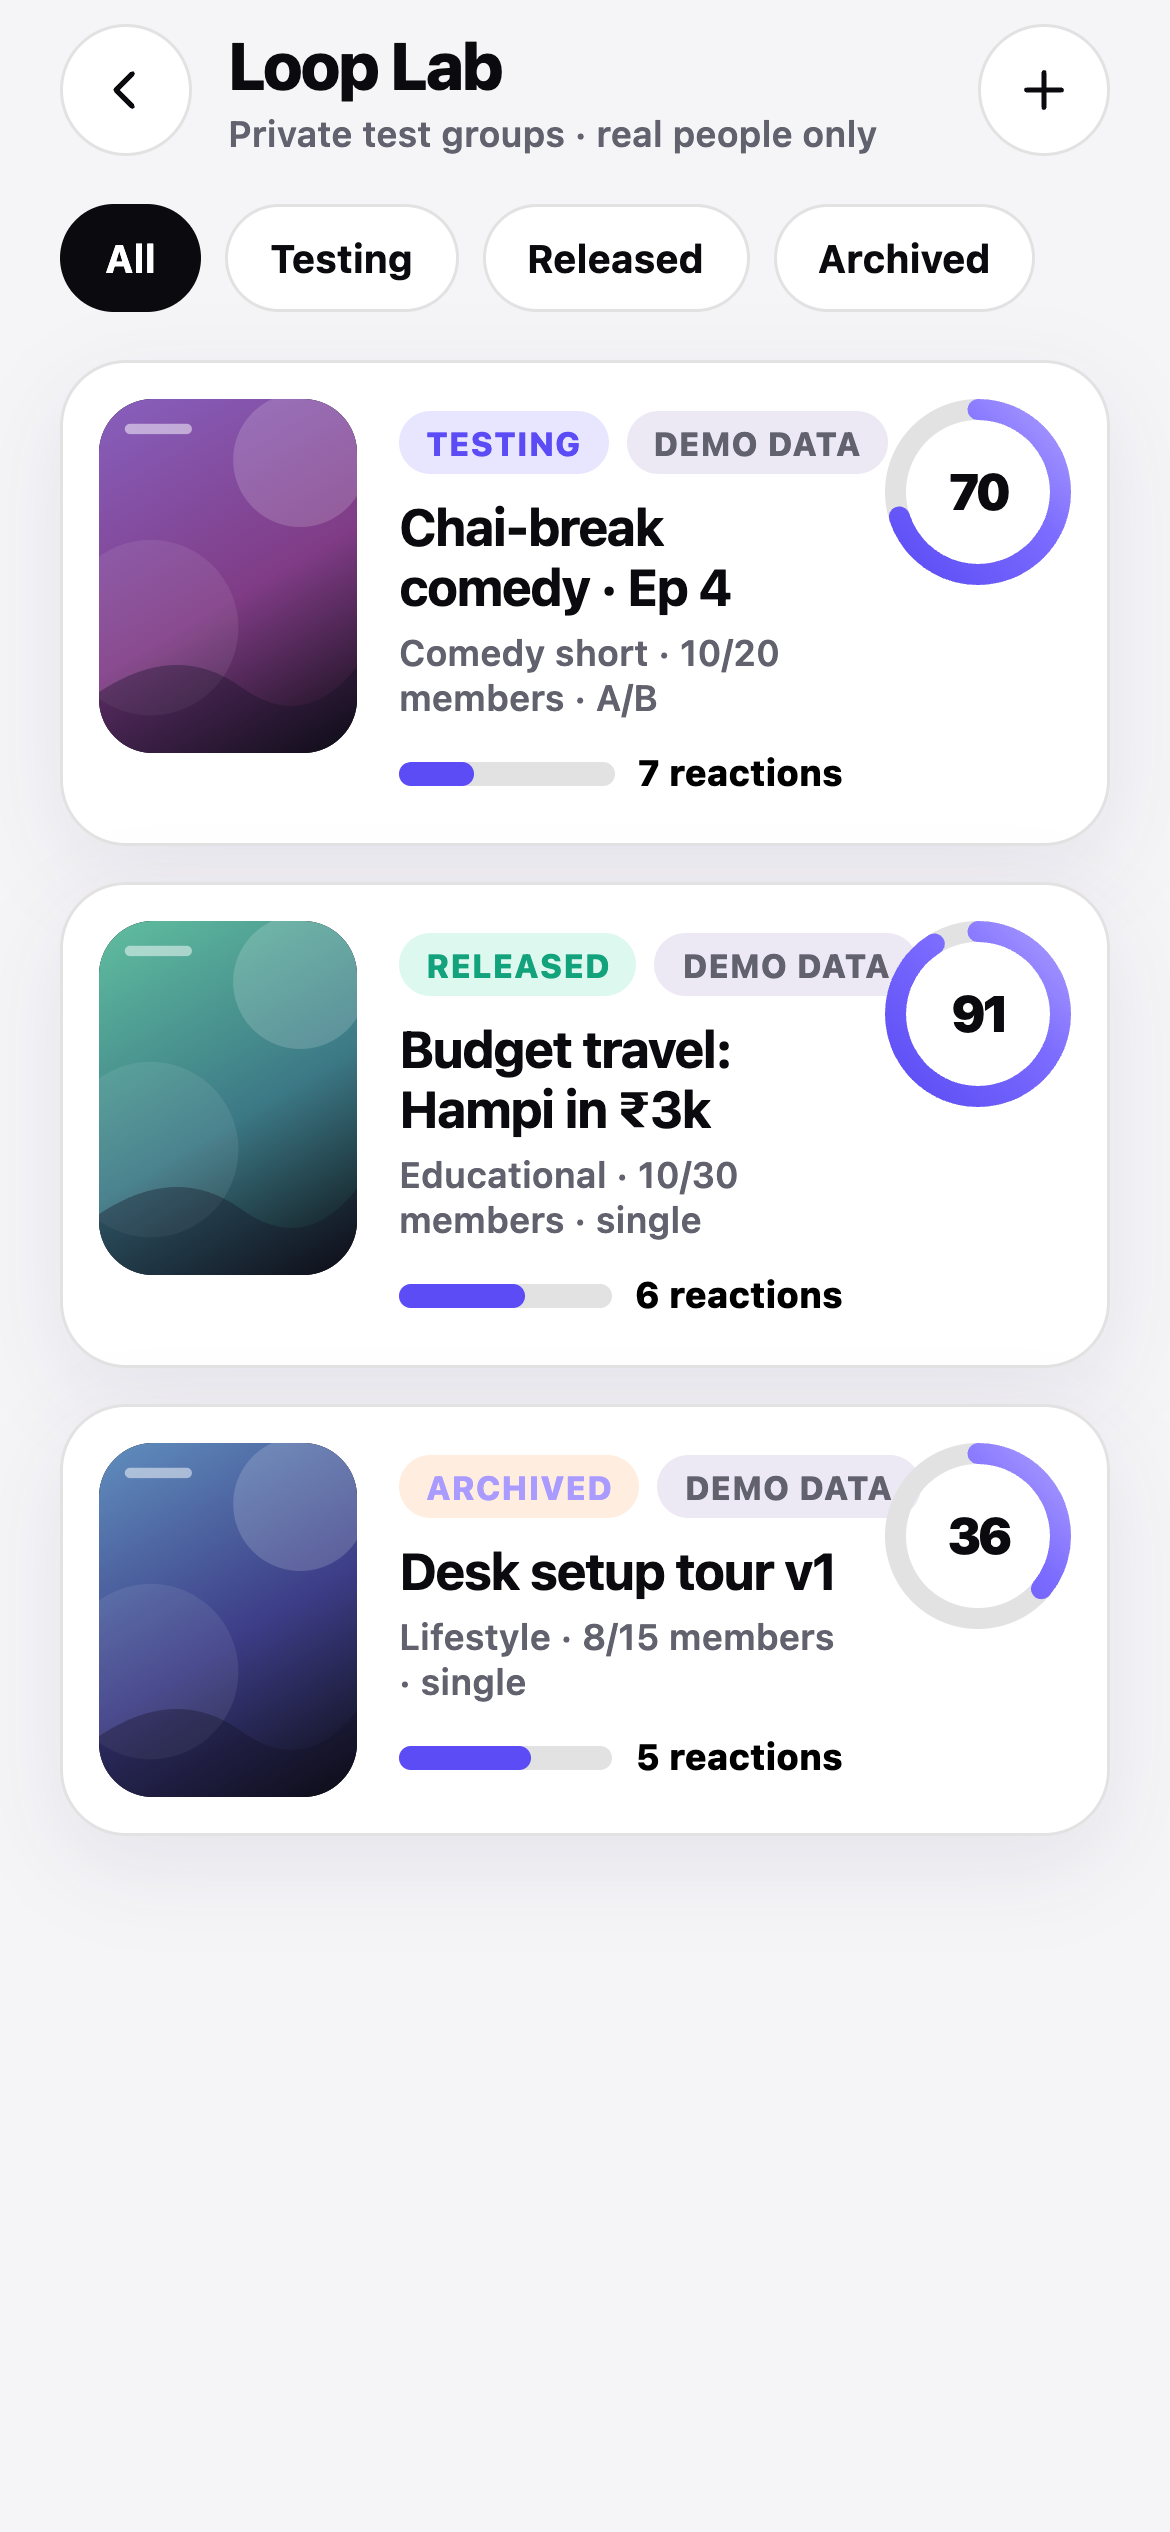 Loop Lab
Private test groups · real people only
All
Testing
Released
Archived
TESTING
DEMO DATA
70
Chai-break
comedy · Ep 4
Comedy short · 10/20
members · A/B
7 reactions
RELEASED
DEMO DATA
91
Budget travel:
Hampi in ₹3k
Educational · 10/30
members · single
6 reactions
ARCHIVED
DEMO DATA
36
Desk setup tour v1
Lifestyle · 8/15 members
· single
5 reactions